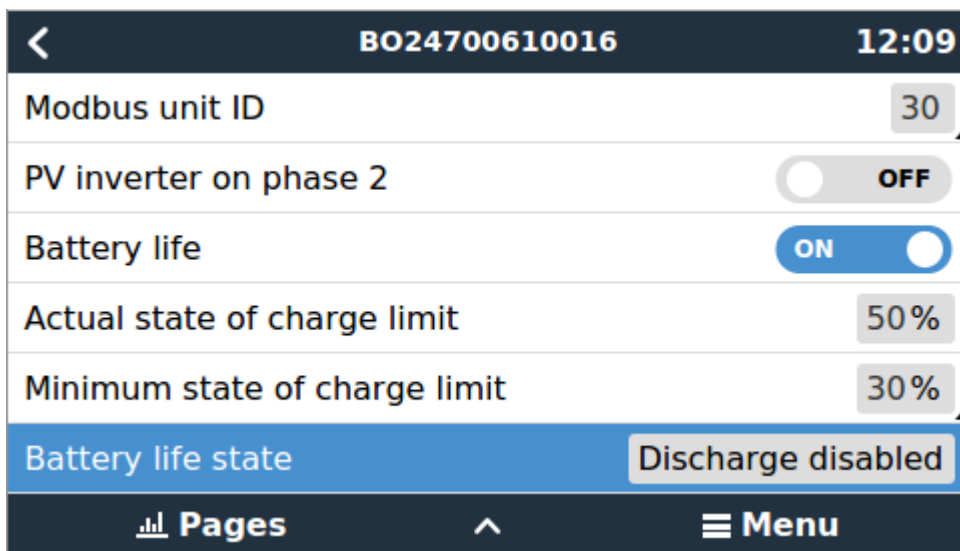 BO24700610016 12:09
Modbus unit ID 30
PV inverter on phase 2 OFF
Battery life ON
Actual state of charge limit 50%
Minimum state of charge limit 30%
Battery life state Discharge disabled
Pages Menu